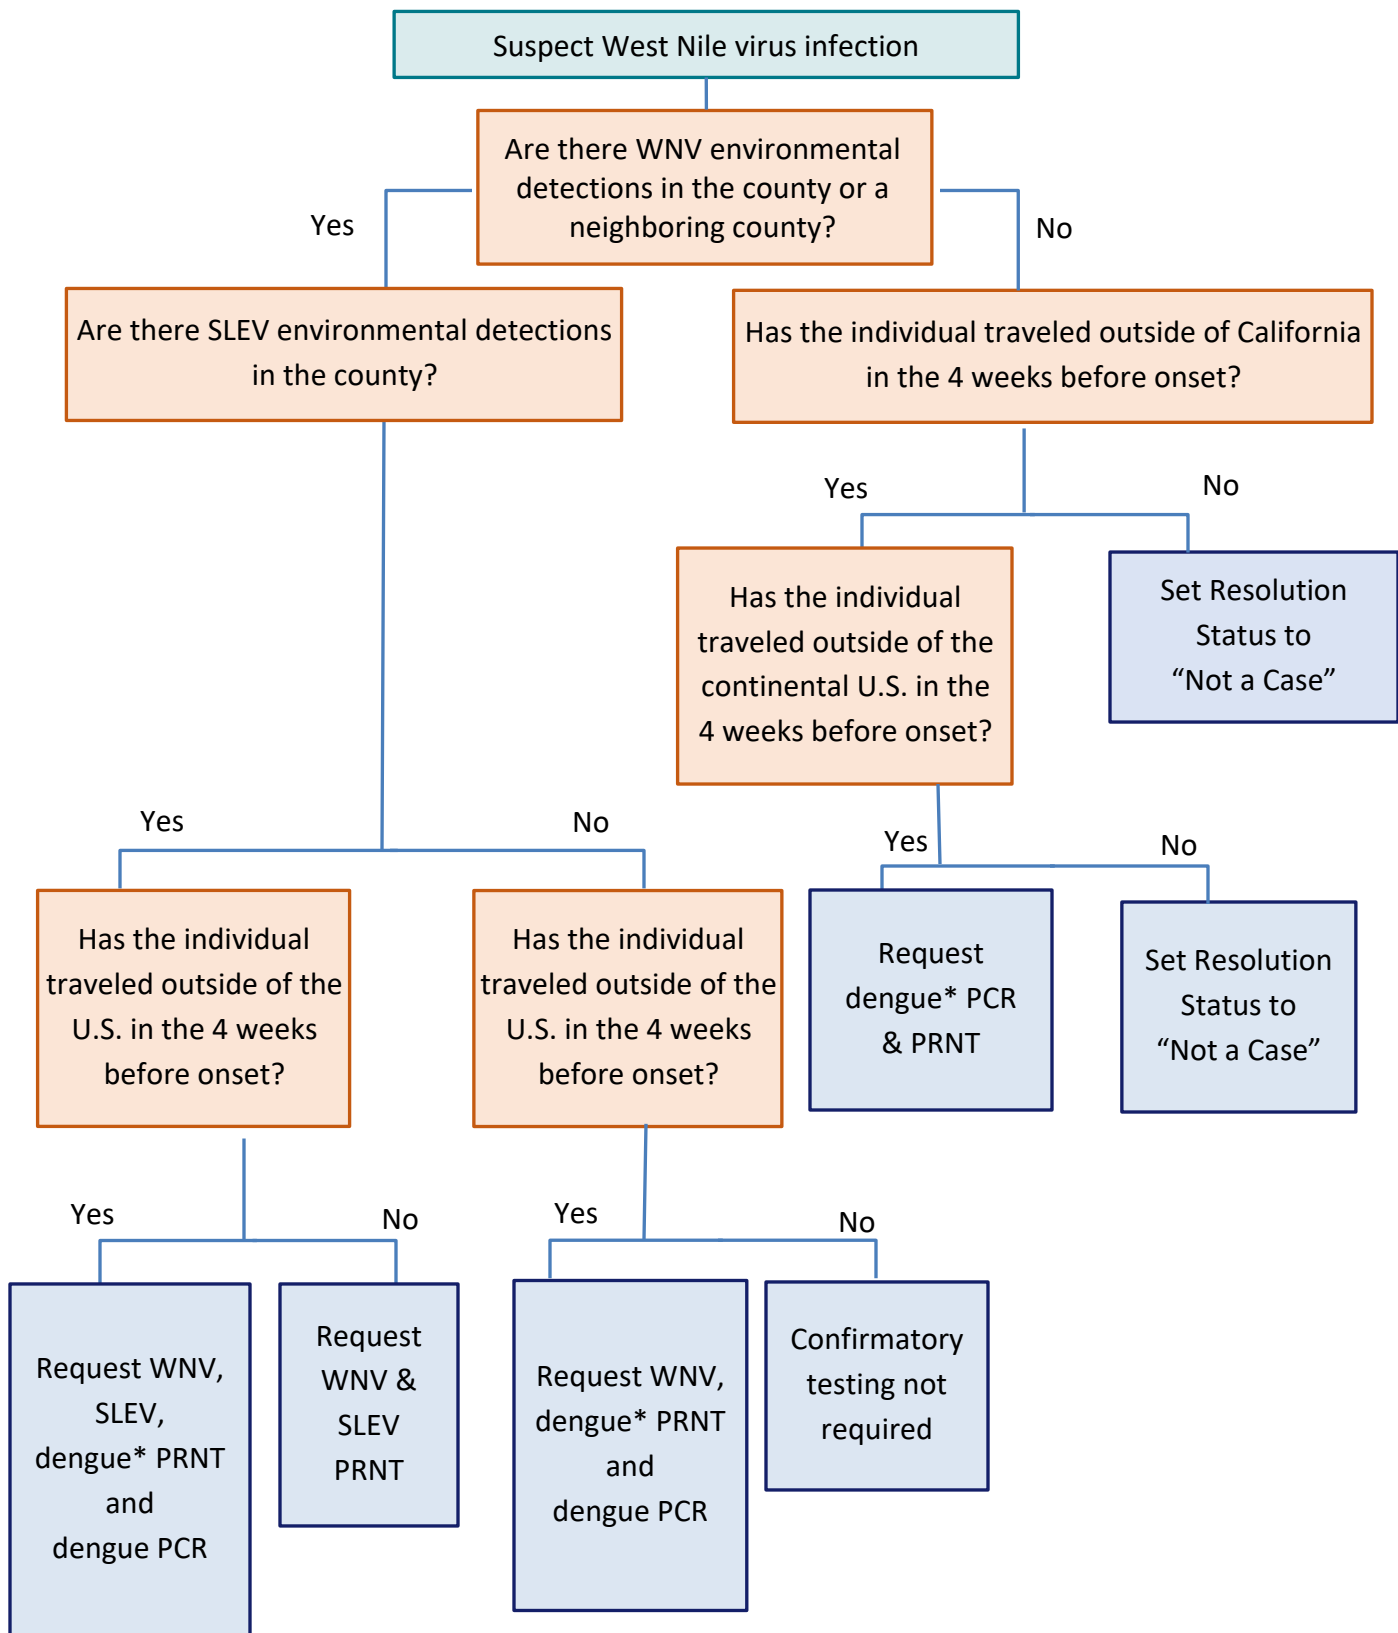 Suspect West Nile virus infection
Are there WNV environmental
detections in the county or a
neighboring county?
Yes
No
Are there SLEV environmental detections
in the county?
Has the individual traveled outside of California
in the 4 weeks before onset?
Yes
No
Has the individual
traveled outside of the
continental U.S. in the
4 weeks before onset?
Set Resolution
Status to
“Not a Case”
Yes
No
Yes
No
Has the individual
traveled outside of the
U.S. in the 4 weeks
before onset?
Has the individual
traveled outside of the
U.S. in the 4 weeks
before onset?
Request
dengue* PCR
& PRNT
Set Resolution
Status to
“Not a Case”
Yes
No
Yes
No
Request WNV,
SLEV,
dengue* PRNT
and
dengue PCR
Request
WNV &
SLEV
PRNT
Request WNV,
dengue* PRNT
and
dengue PCR
Confirmatory
testing not
required